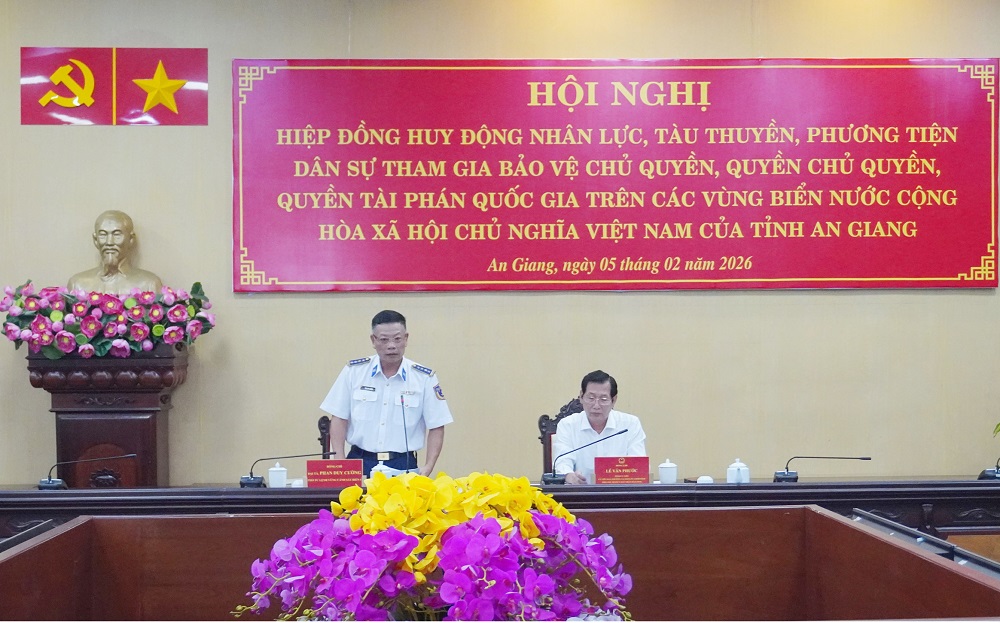 HỘI NGHỊ
HIỆP ĐỒNG HUY ĐỘNG NHÂN LỰC, TÀU THUYỀN, PHƯƠNG TIỆN
DÂN SỰ THAM GIA BẢO VỆ CHỦ QUYỀN, QUYỀN CHỦ QUYỀN,
QUYỀN TÀI PHÁN QUỐC GIA TRÊN CÁC VÙNG BIỂN NƯỚC CỘNG
HÒA XÃ HỘI CHỦ NGHĨA VIỆT NAM CỦA TỈNH AN GIANG
An Giang, ngày 05 tháng 02 năm 2026
ĐỒNG CHÍ
PHAN DUY CƯỜNG
LÊ VĂN PHƯỚC